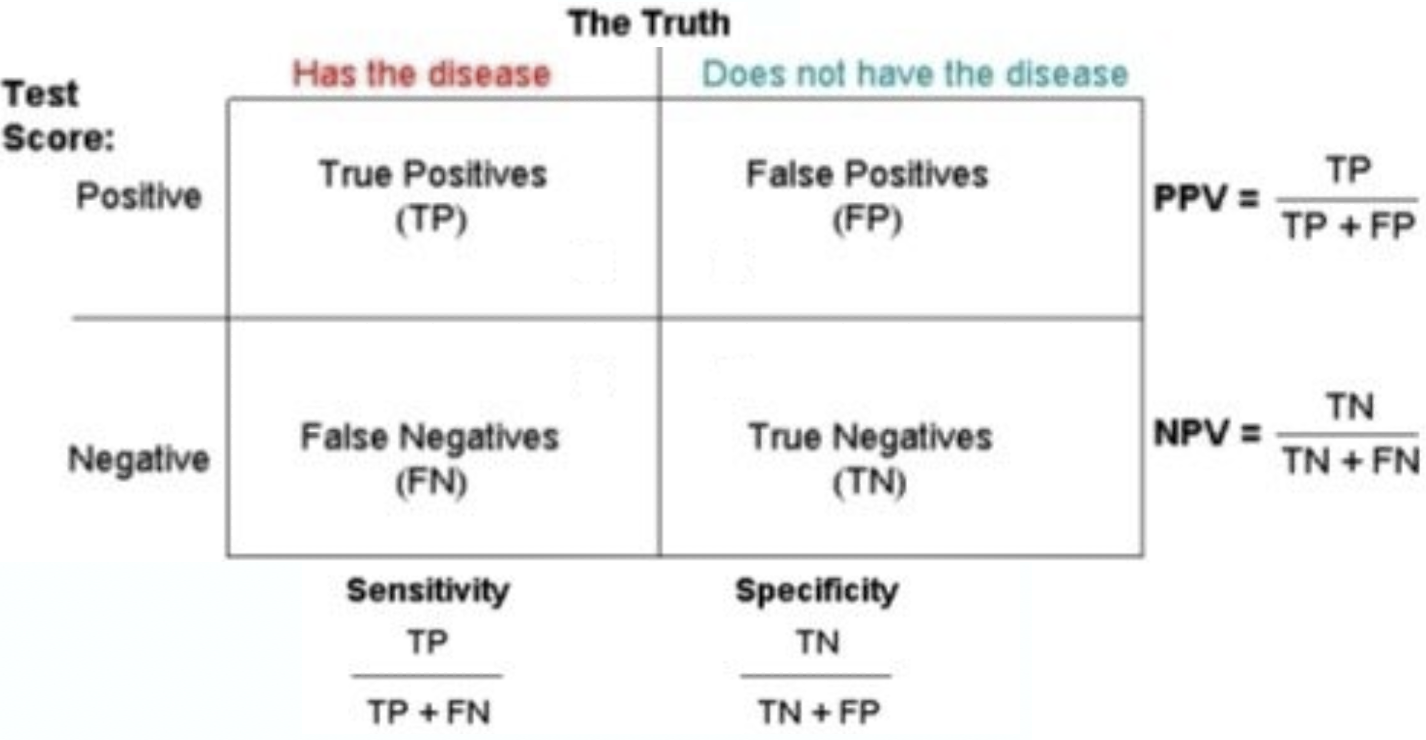 The Truth
Has the disease
Does not have the disease
Test
Score:
Positive
True Positives
(TP)
False Positives
(FP)
PPV =
TP
TP + FP
Negative
False Negatives
(FN)
True Negatives
(TN)
NPV =
TN
TN + FN
Sensitivity
TP
TP + FN
Specificity
TN
TN + FP